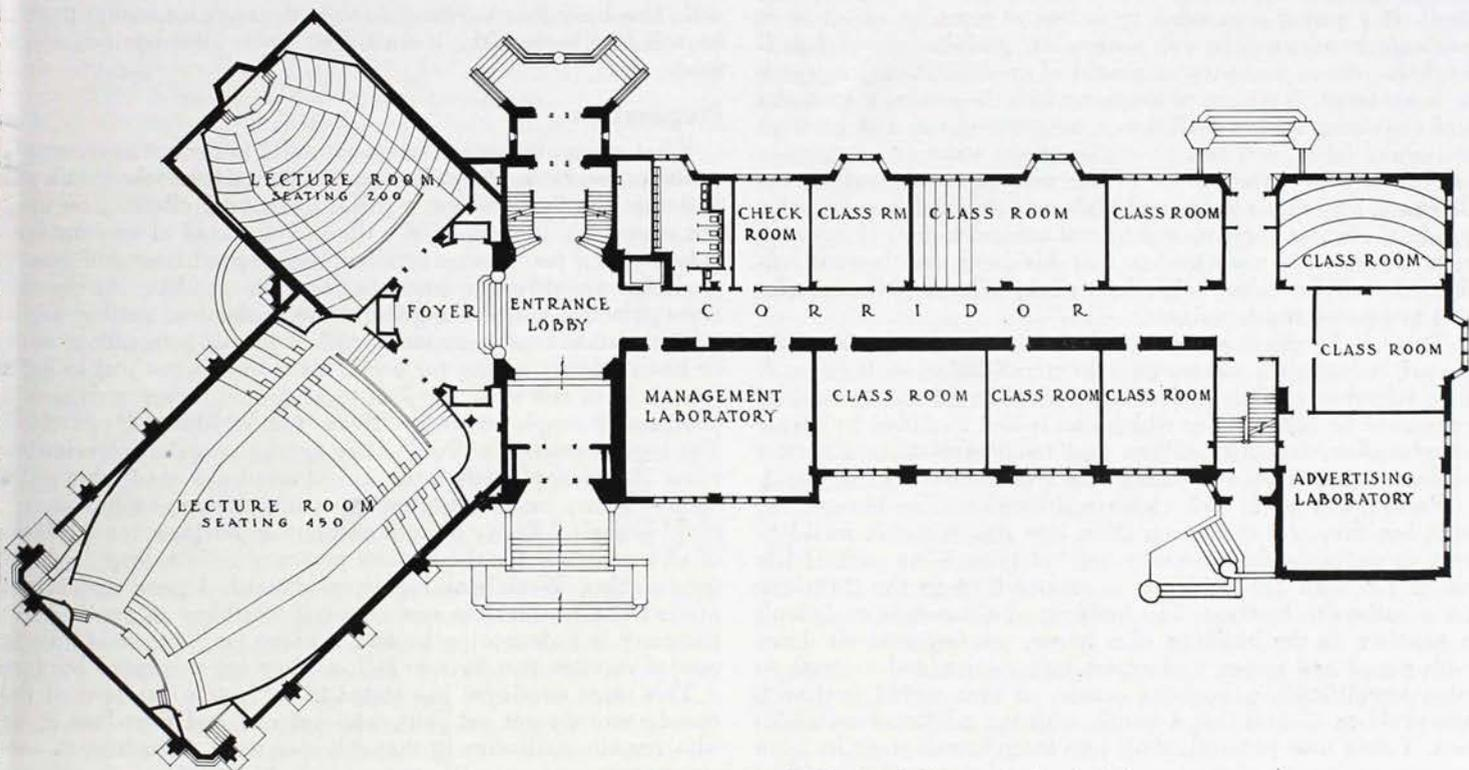 LECTURE ROOM
SEATING 200
CHECK
ROOM
CLASS RM
CLASS ROOM
CLASS ROOM
CLASS ROOM
FOYER
ENTRANCE
LOBBY
CORRIDOR
CLASS ROOM
MANAGEMENT
LABORATORY
CLASS ROOM
CLASS ROOM
CLASS ROOM
LECTURE ROOM
SEATING 450
ADVERTISING
LABORATORY